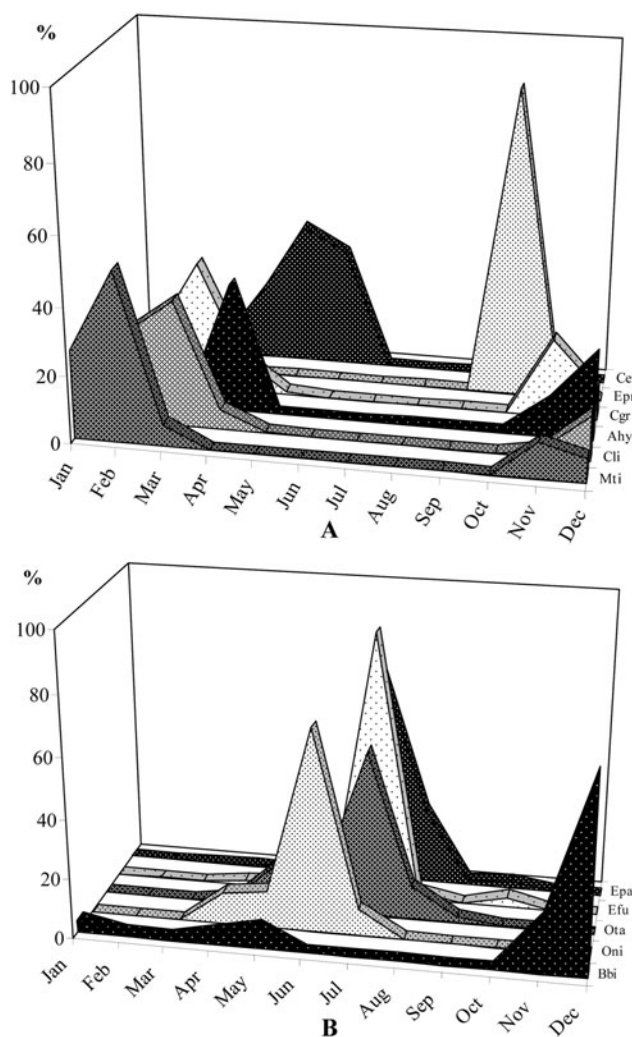 %
100
80
60
40
20
0
Cer
Epr
Cgr
Ahy
Cli
Mti
Jan Feb Mar Apr May Jun Jul Aug Sep Oct Nov Dec
A
%
100
80
60
40
20
0
Epa
Efu
Ota
Oni
Bbi
Jan Feb Mar Apr May Jun Jul Aug Sep Oct Nov Dec
B